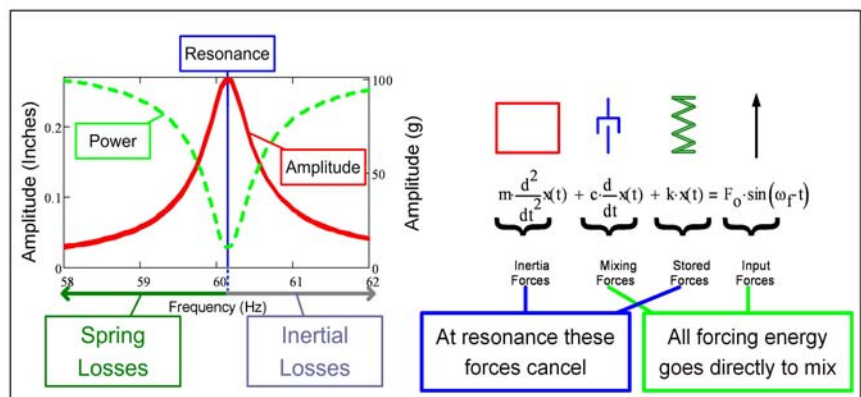 Resonance
Amplitude (Inches)
0.2
0.1
0
58
59
60
61
62
100
50
0
Amplitude (g)
Power
Amplitude
Frequency (Hz)
Spring
Losses
Inertial
Losses
m·d²/dt² x(t) + c·d/dt x(t) + k·x(t) = F₀·sin(ω_f·t)
Inertia Forces
Mixing Forces
Stored Forces
Input Forces
At resonance these
forces cancel
All forcing energy
goes directly to mix